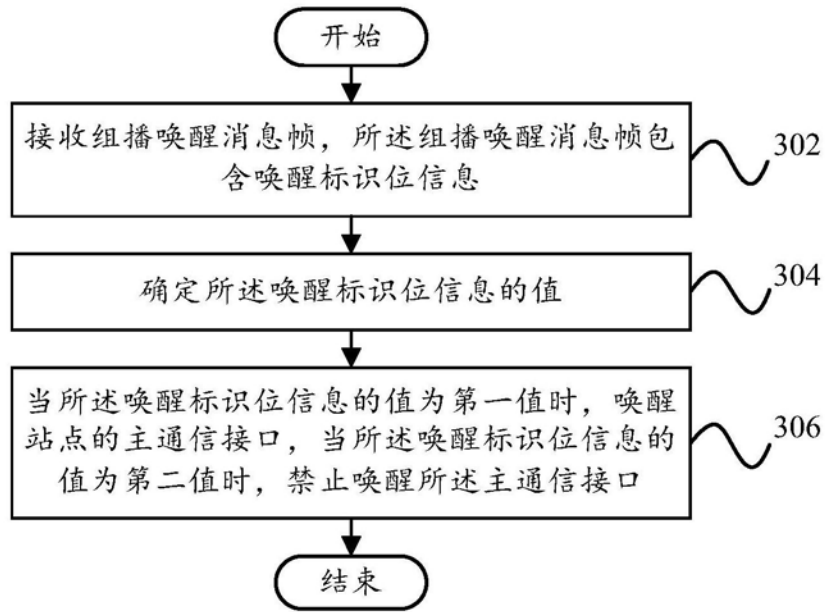 开始
接收组播唤醒消息帧，所述组播唤醒消息帧包
含唤醒标识位信息
302
确定所述唤醒标识位信息的值
304
当所述唤醒标识位信息的值为第一值时，唤醒
站点的主通信接口，当所述唤醒标识位信息的
值为第二值时，禁止唤醒所述主通信接口
306
结束